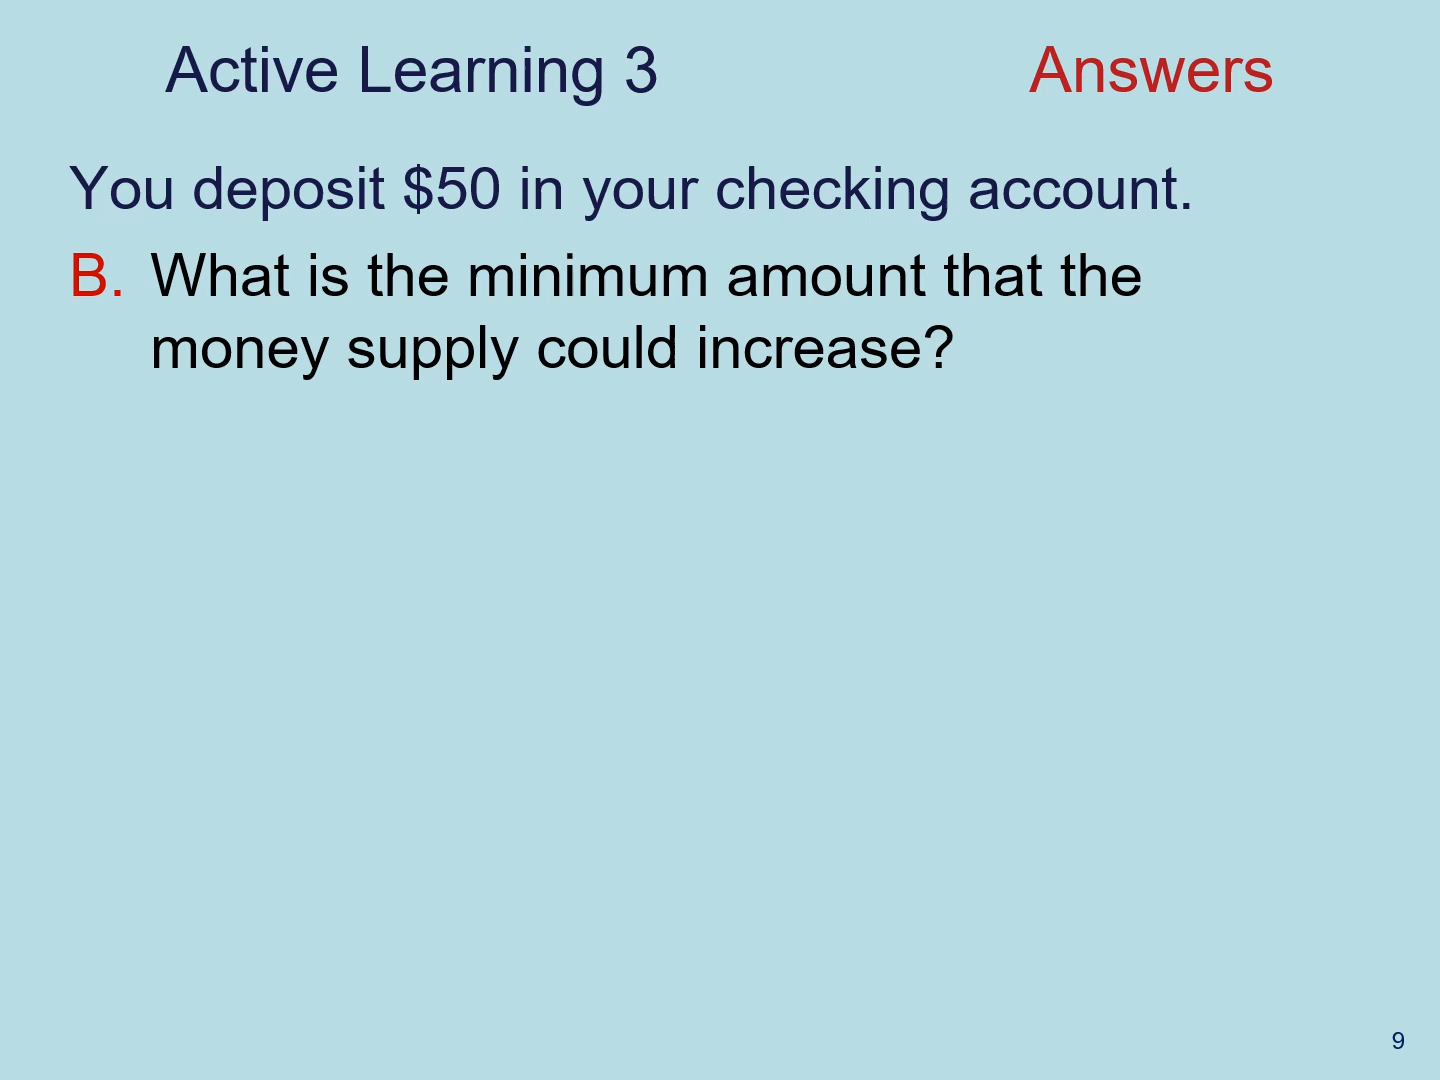 Active Learning 3 Answers
You deposit $50 in your checking account.
B. What is the minimum amount that the
money supply could increase?
9